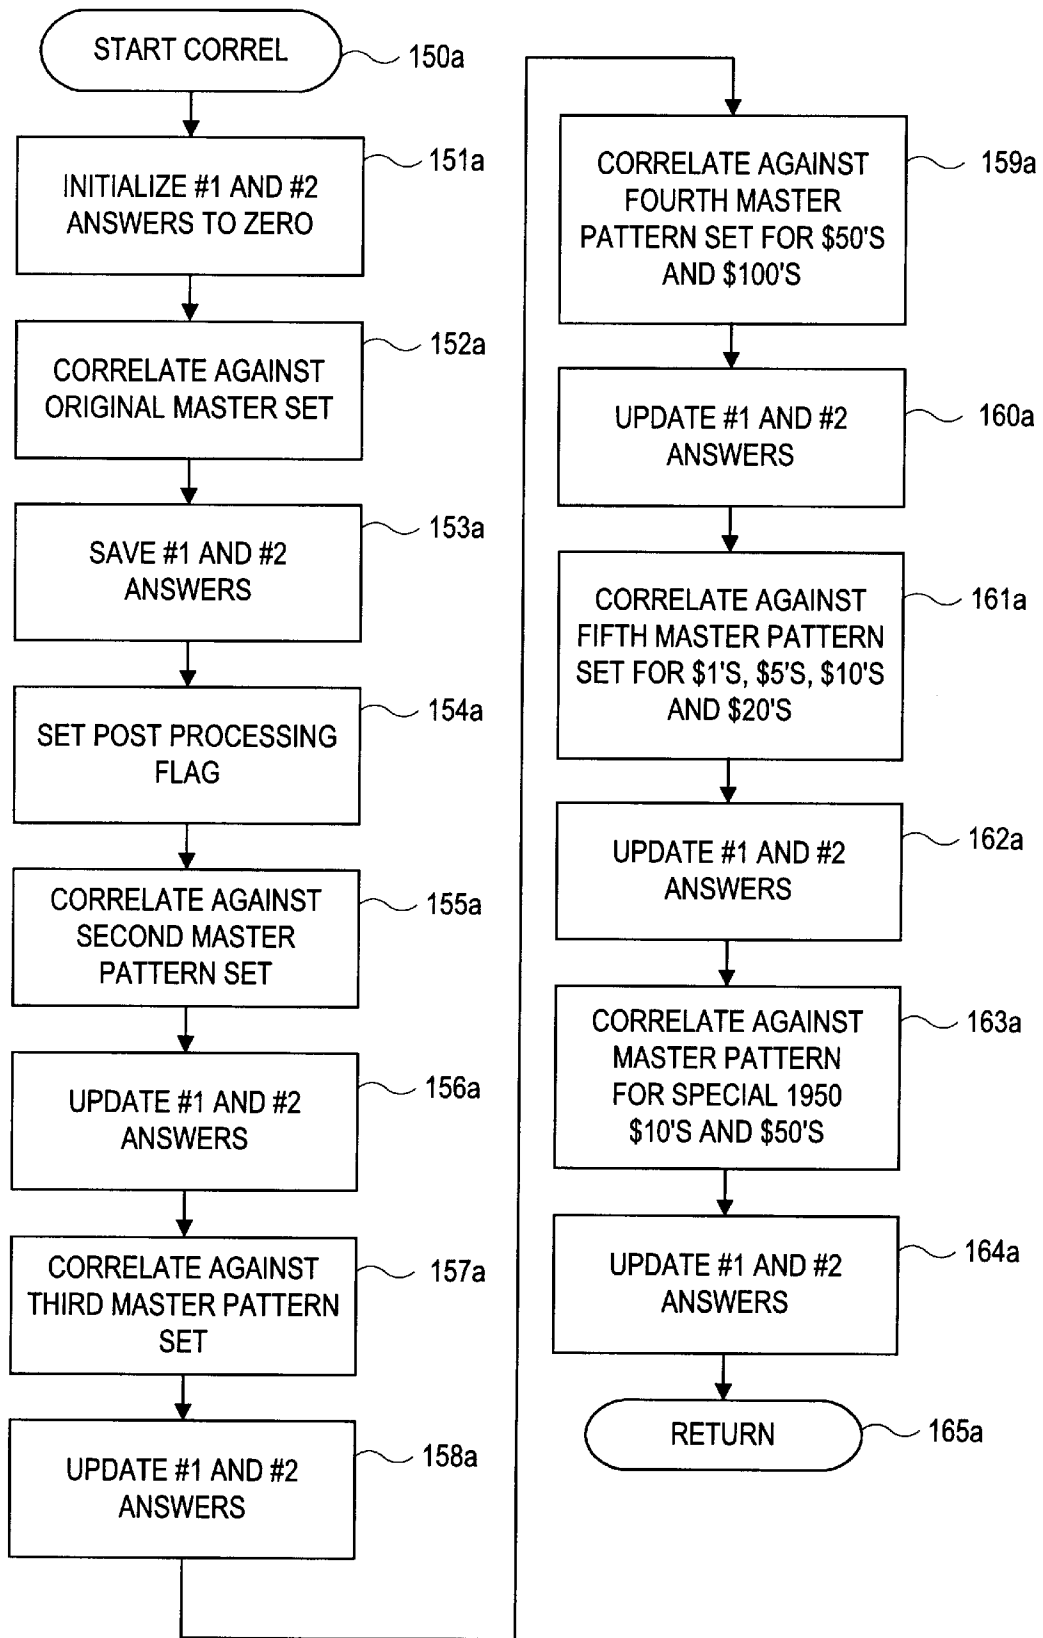 START CORREL
150a
INITIALIZE #1 AND #2
ANSWERS TO ZERO
151a
CORRELATE AGAINST
ORIGINAL MASTER SET
152a
SAVE #1 AND #2
ANSWERS
153a
SET POST PROCESSING
FLAG
154a
CORRELATE AGAINST
SECOND MASTER
PATTERN SET
155a
UPDATE #1 AND #2
ANSWERS
156a
CORRELATE AGAINST
THIRD MASTER PATTERN
SET
157a
UPDATE #1 AND #2
ANSWERS
158a
CORRELATE AGAINST
FOURTH MASTER
PATTERN SET FOR $50'S
AND $100'S
159a
UPDATE #1 AND #2
ANSWERS
160a
CORRELATE AGAINST
FIFTH MASTER PATTERN
SET FOR $1'S, $5'S, $10'S
AND $20'S
161a
UPDATE #1 AND #2
ANSWERS
162a
CORRELATE AGAINST
MASTER PATTERN
FOR SPECIAL 1950
$10'S AND $50'S
163a
UPDATE #1 AND #2
ANSWERS
164a
RETURN
165a